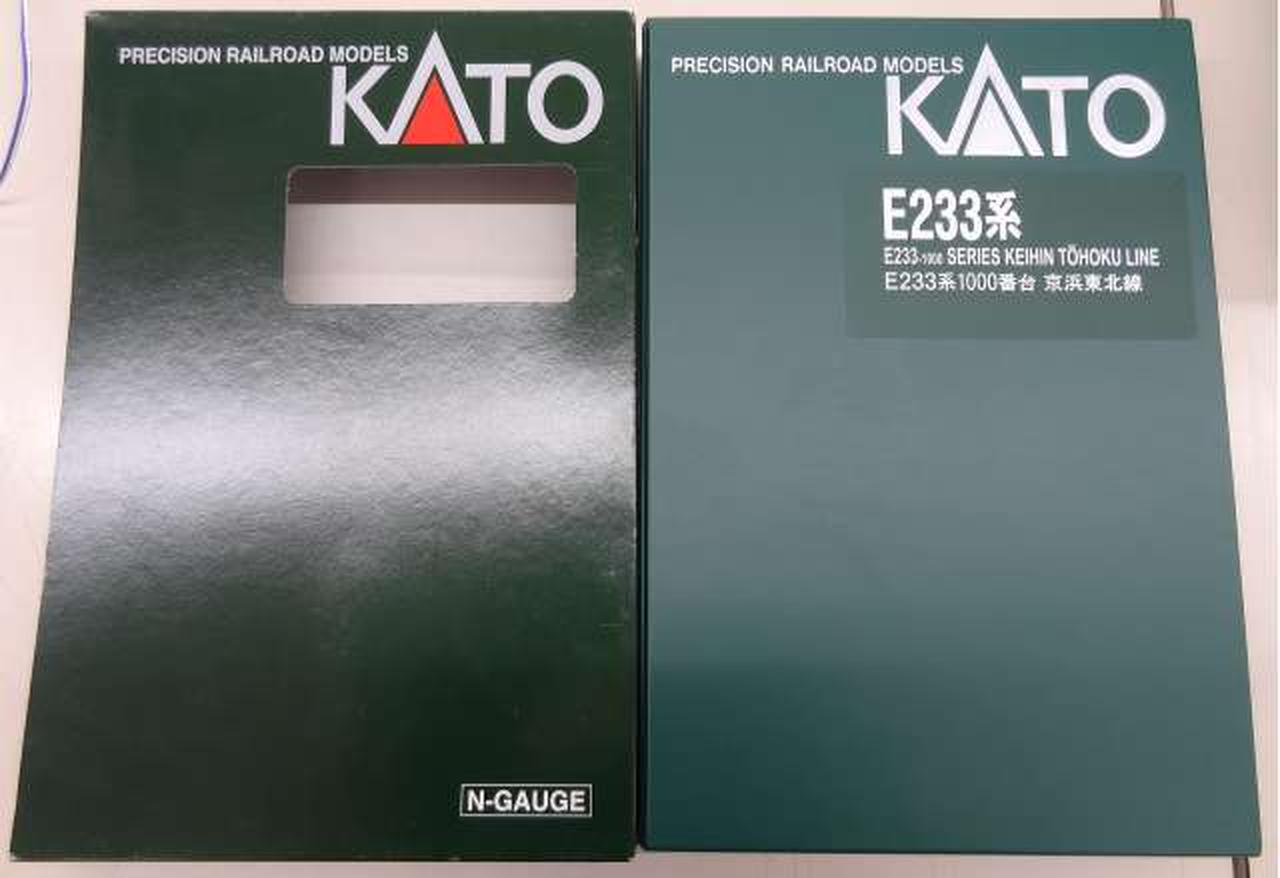 PRECISION RAILROAD MODELS
KATO
N-GAUGE
PRECISION RAILROAD MODELS
KATO
E233系
E233-1000 SERIES KEIHIN TŌHOKU LINE
E233系1000番台 京浜東北線